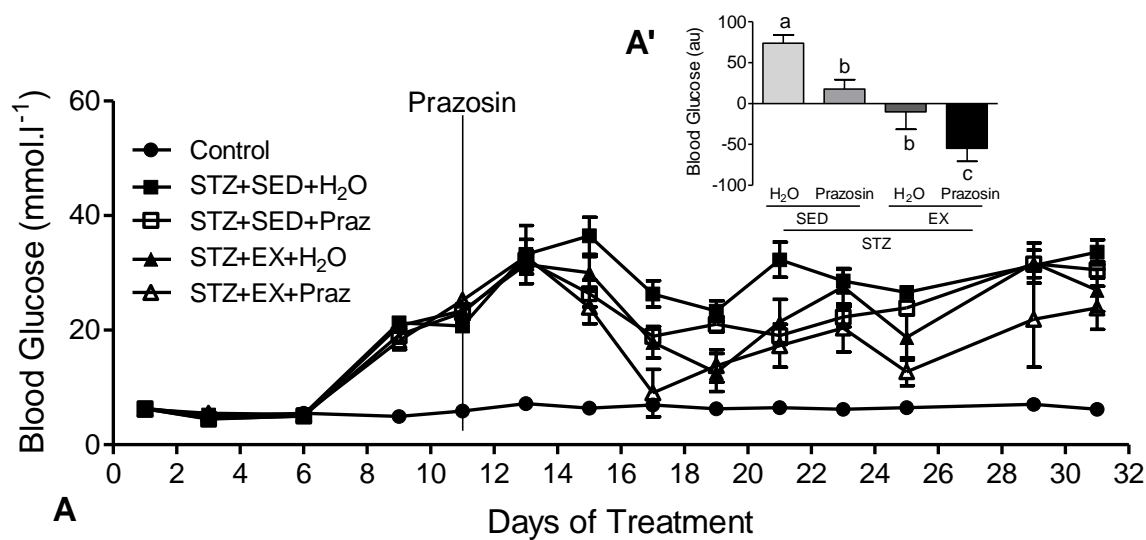 A'
Blood Glucose (au)
100
50
0
-50
-100
a
b
b
c
H₂O Prazosin H₂O Prazosin
SED EX
STZ
Prazosin
Control
STZ+SED+H₂O
STZ+SED+Praz
STZ+EX+H₂O
STZ+EX+Praz
Blood Glucose (mmol.l⁻¹)
60
40
20
0
0 2 4 6 8 10 12 14 16 18 20 22 24 26 28 30 32
A
Days of Treatment